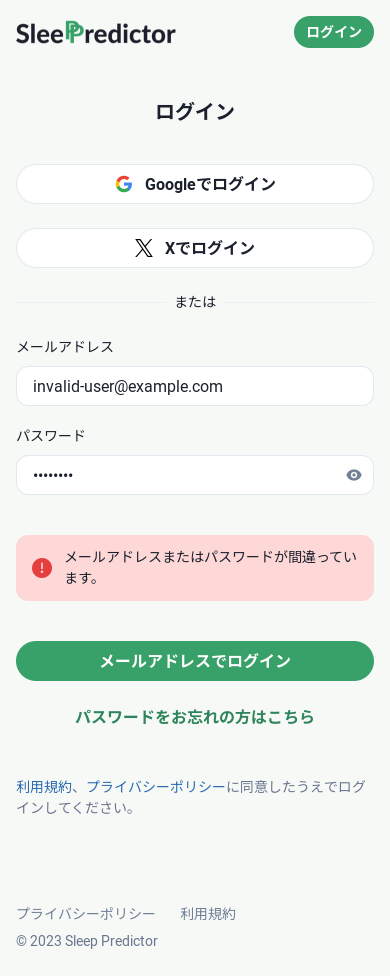 SleepPredictor
ログイン
ログイン
Googleでログイン
Xでログイン
または
メールアドレス
invalid-user@example.com
パスワード
••••••••
メールアドレスまたはパスワードが間違ってい
ます。
メールアドレスでログイン
パスワードをお忘れの方はこちら
利用規約、プライバシーポリシーに同意したうえでログ
インしてください。
プライバシーポリシー 利用規約
© 2023 Sleep Predictor